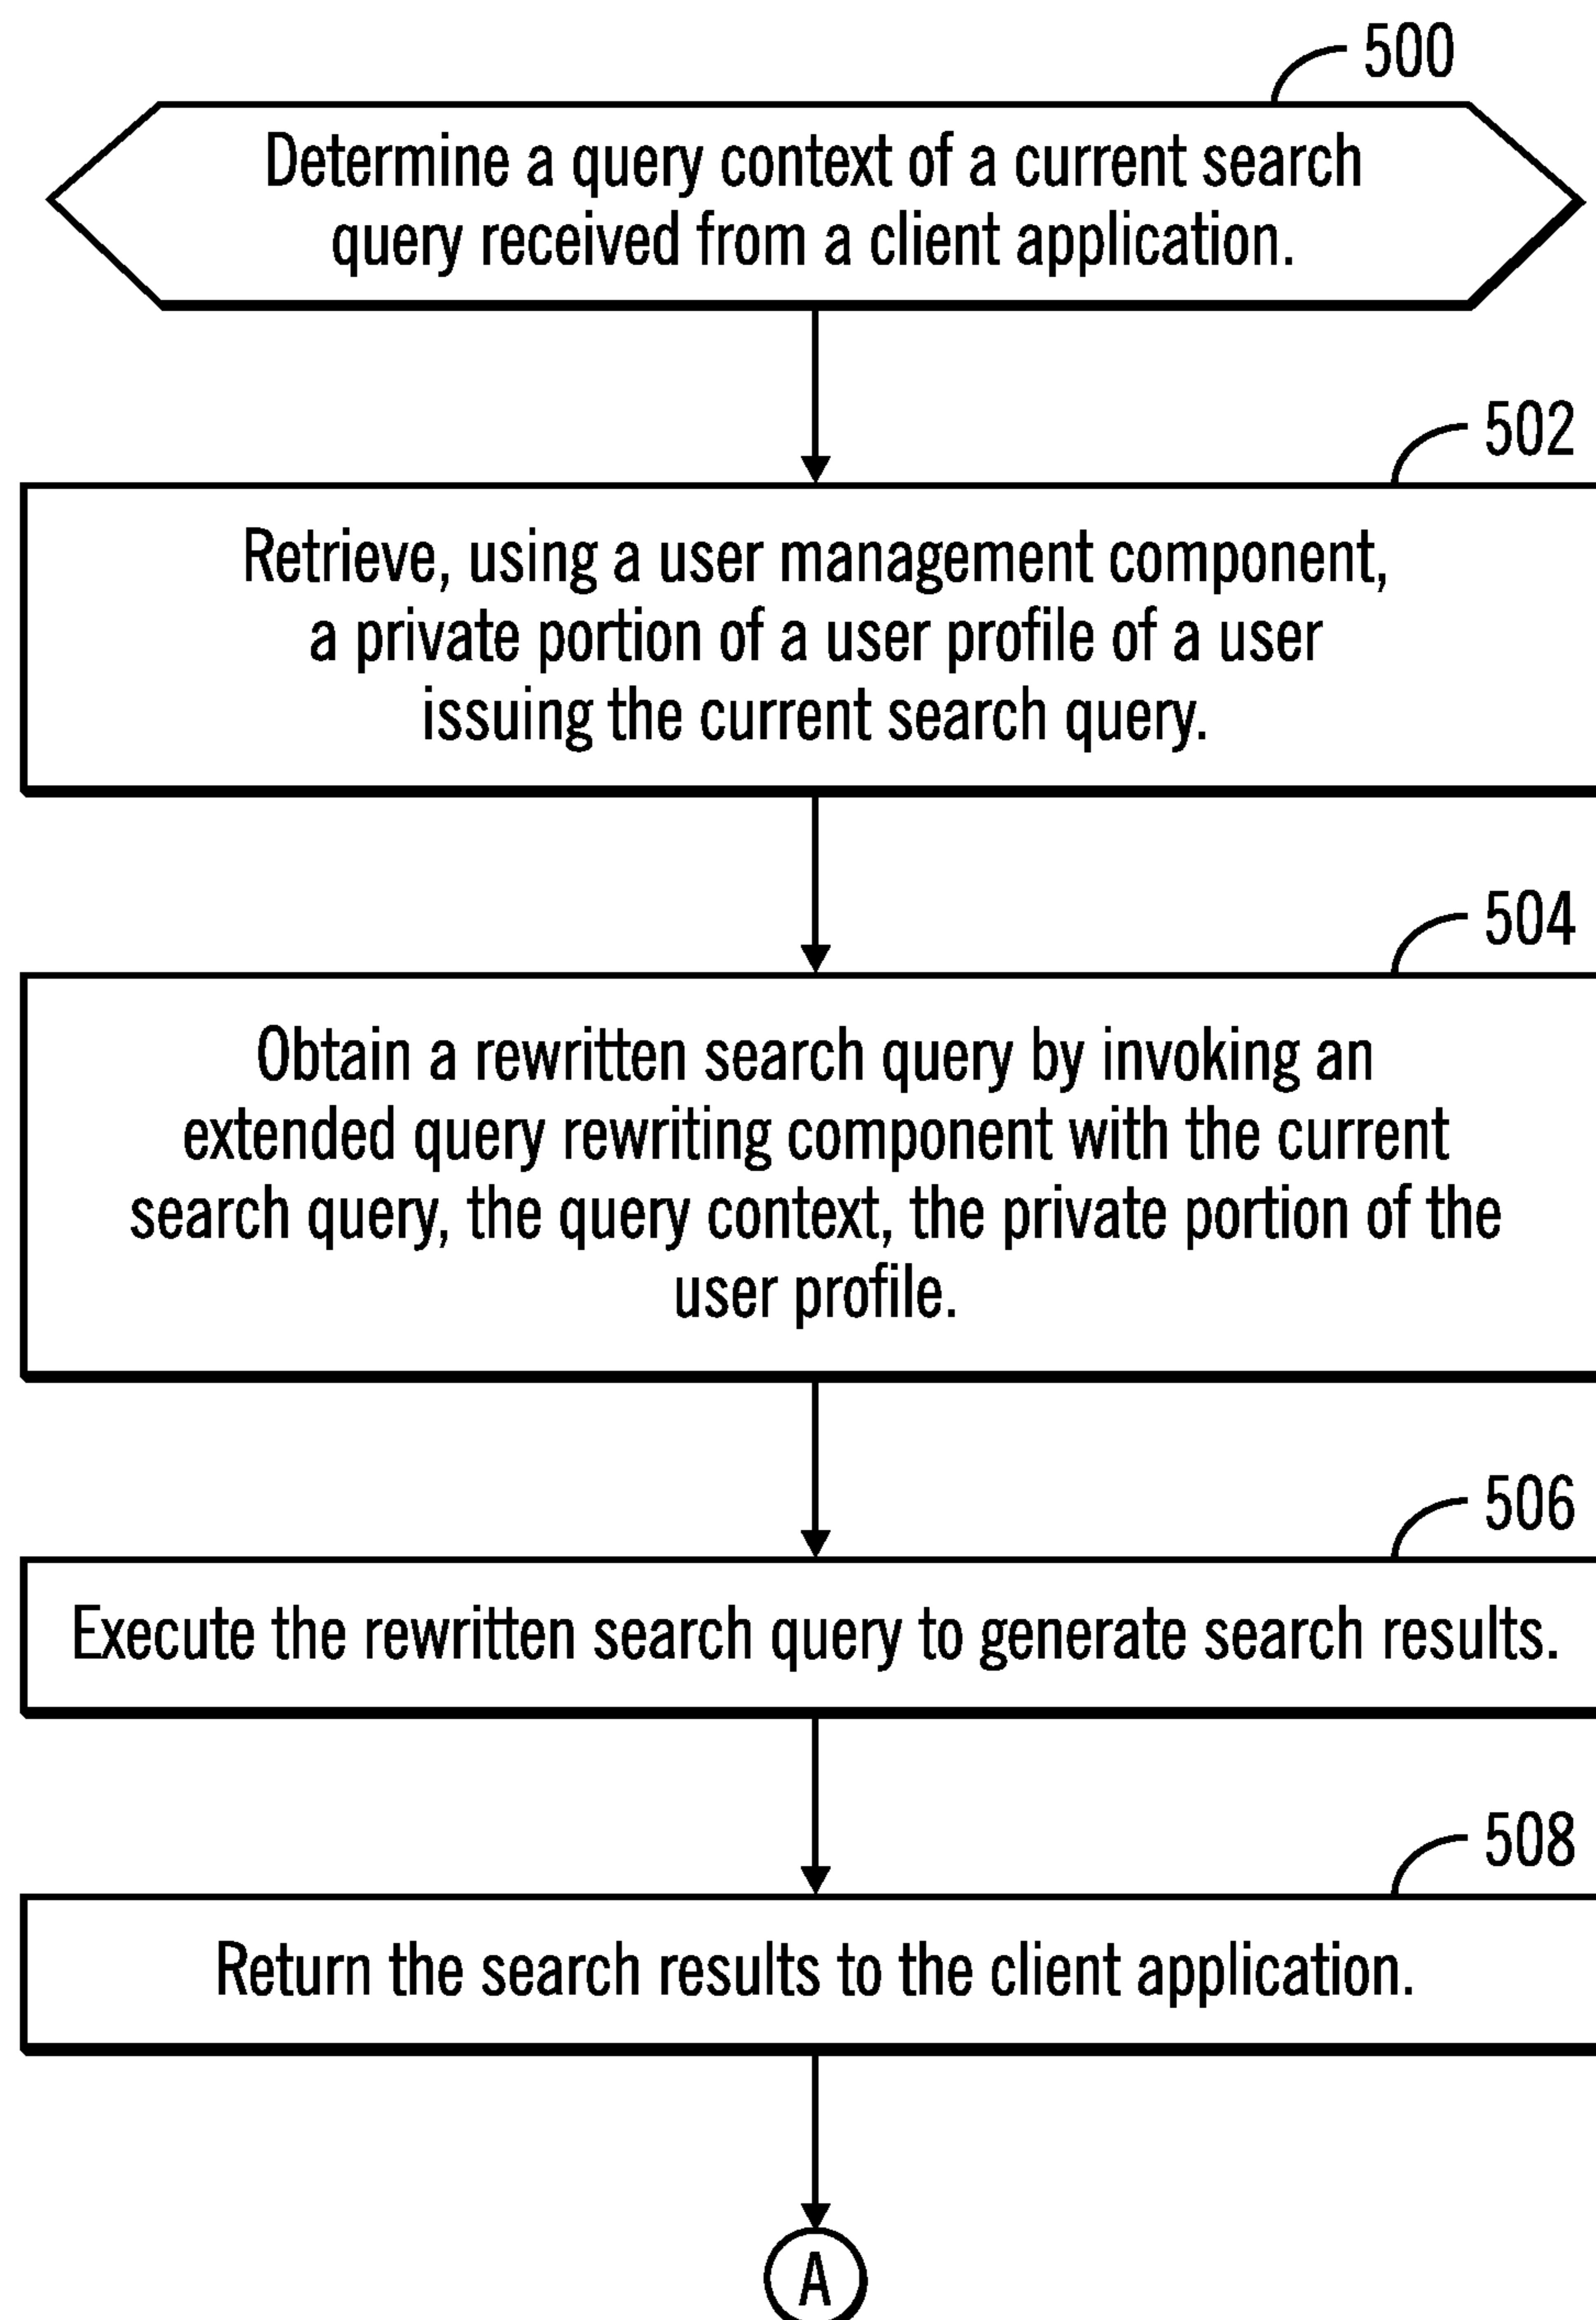 500
Determine a query context of a current search
query received from a client application.
502
Retrieve, using a user management component,
a private portion of a user profile of a user
issuing the current search query.
504
Obtain a rewritten search query by invoking an
extended query rewriting component with the current
search query, the query context, the private portion of the
user profile.
506
Execute the rewritten search query to generate search results.
508
Return the search results to the client application.
A